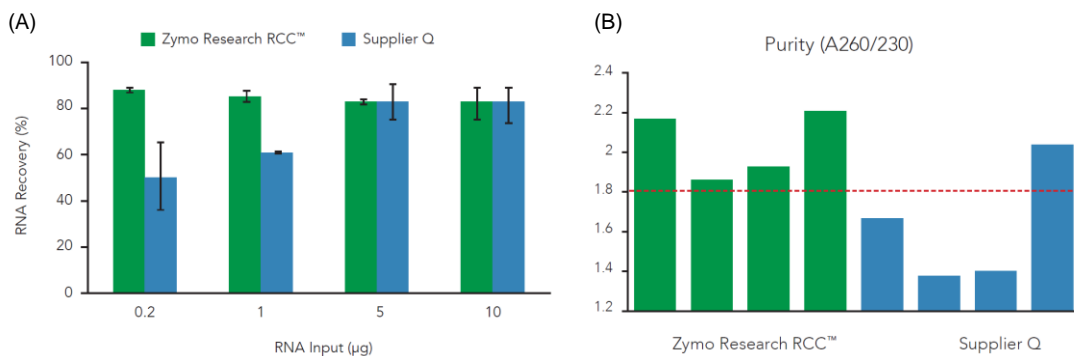 (A)
Zymo Research RCC™ Supplier Q
100
80
60
40
20
0
RNA Recovery (%)
0.2 1 5 10
RNA Input (µg)
(B)
Purity (A260/230)
2.4
2.2
2
1.8
1.6
1.4
1.2
Zymo Research RCC™ Supplier Q